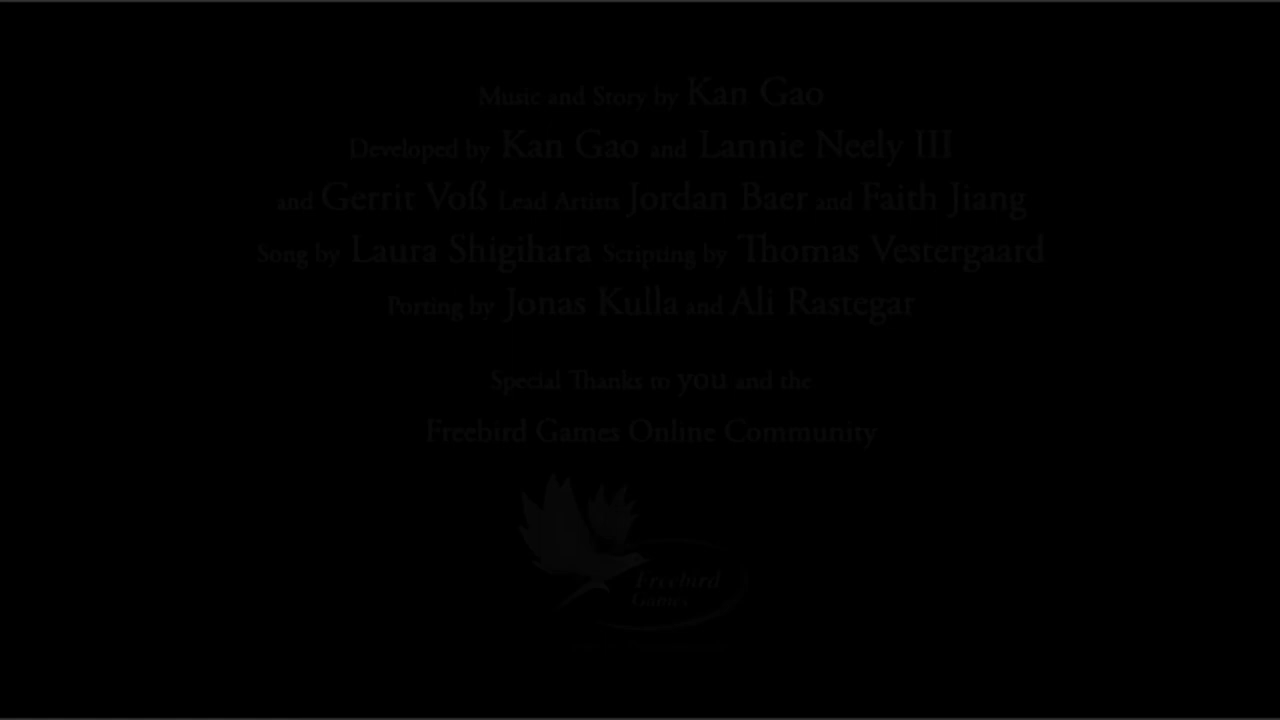 Music and Story by Kan Gao
Developed by Kan Gao and Lannie Neely III
and Gerrit Voß Lead Artists Jordan Baer and Faith Jiang
Song by Laura Shigihara Scripting by Thomas Vestergaard
Porting by Jonas Kulla and Ali Rastegar
Special Thanks to you and the
Freebird Games Online Community
Freebird
Games